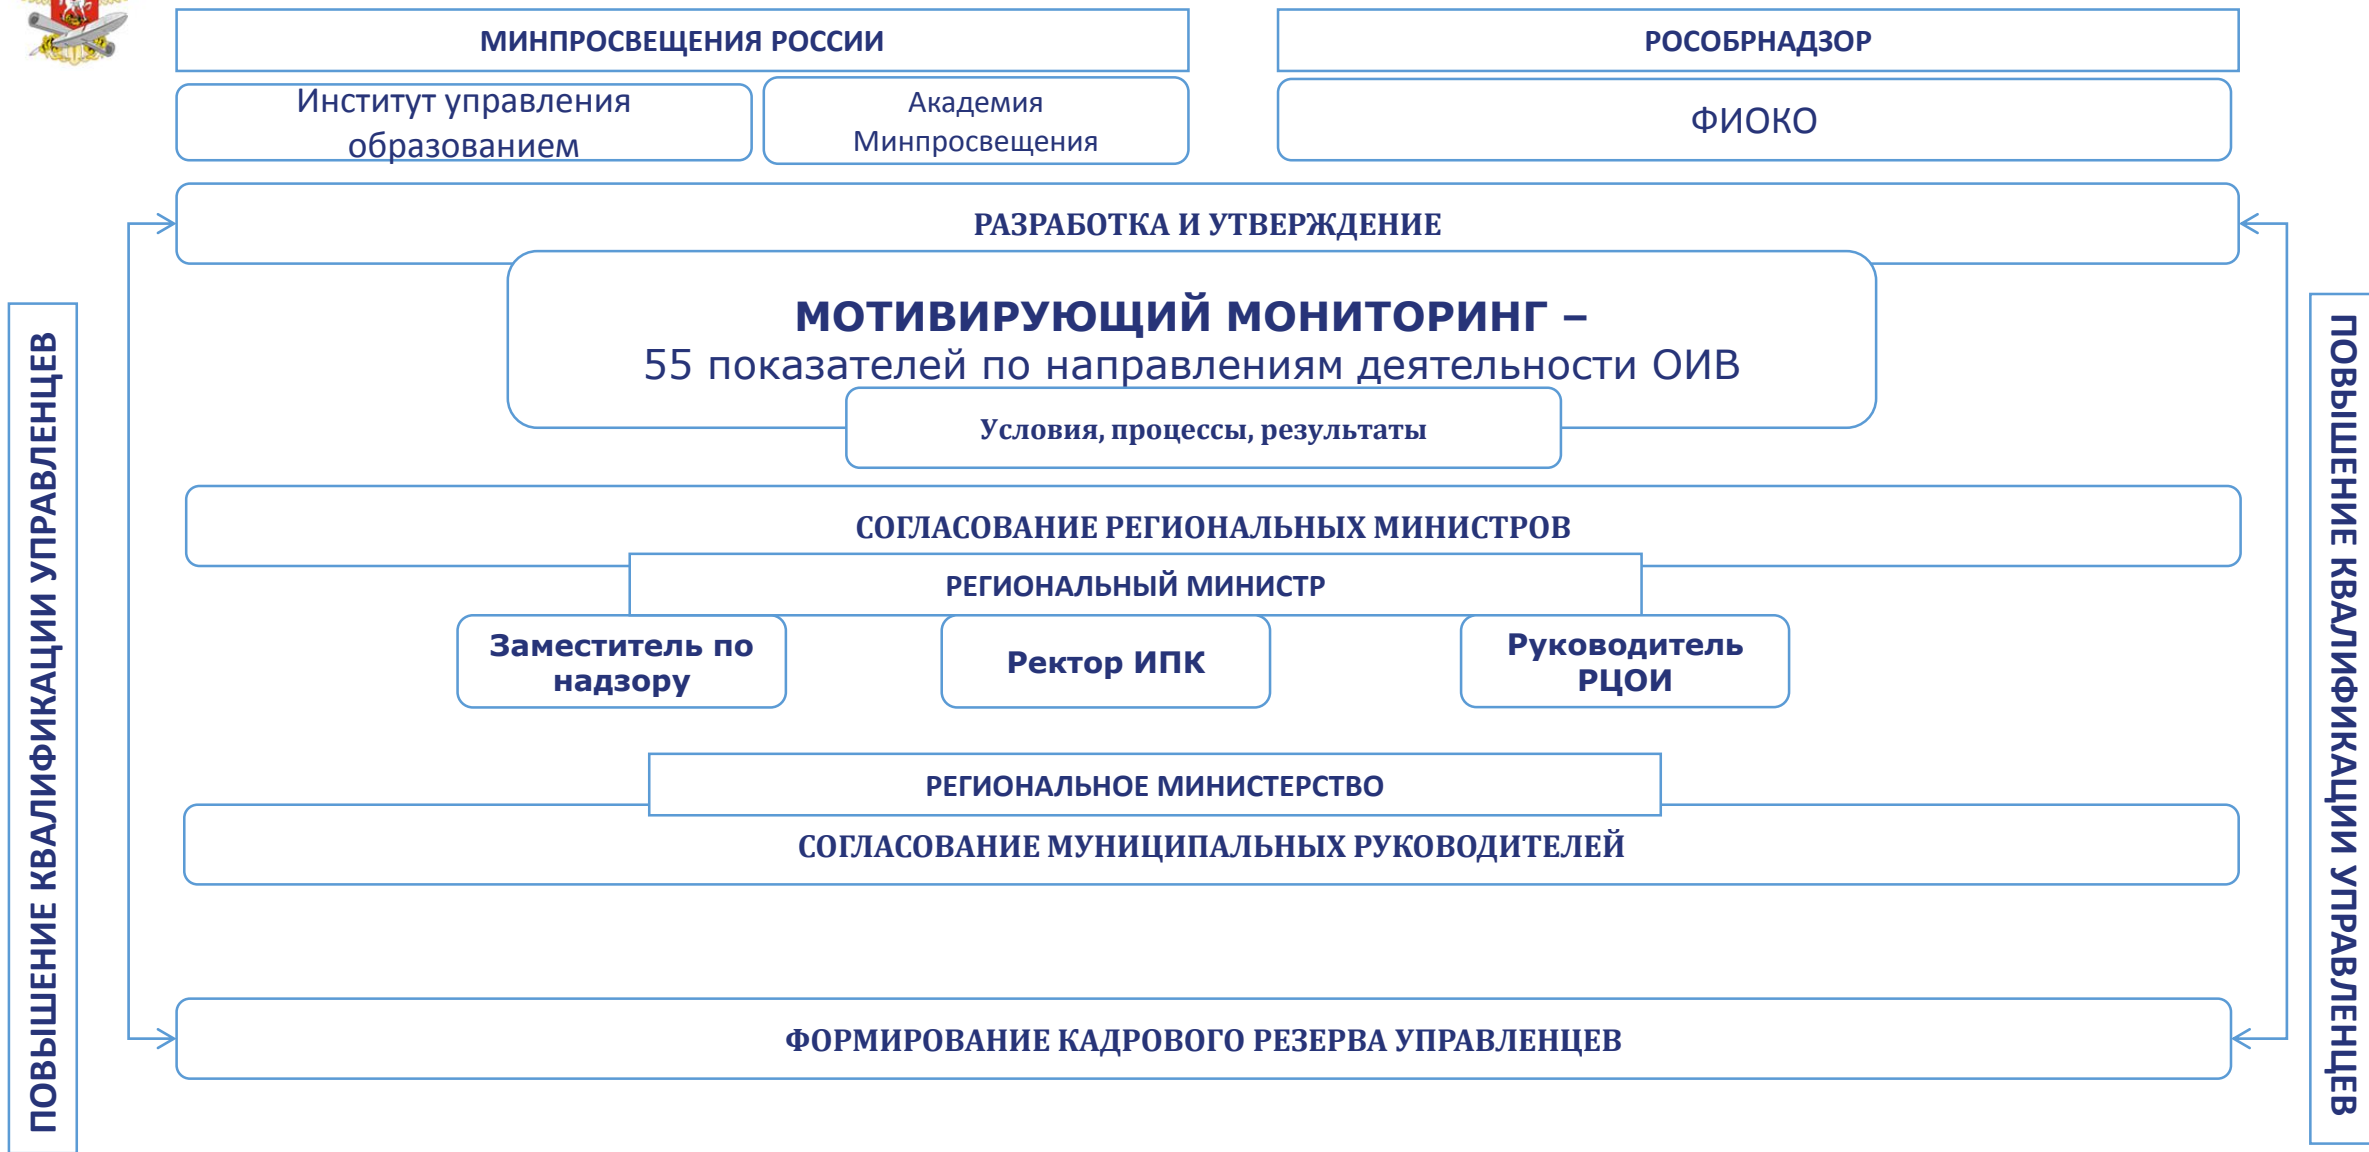 МИНПРОСВЕЩЕНИЯ РОССИИ
РОСОБРНАДЗОР
Институт управления
образованием
Академия
Минпросвещения
ФИОКО
РАЗРАБОТКА И УТВЕРЖДЕНИЕ
МОТИВИРУЮЩИЙ МОНИТОРИНГ –
55 показателей по направлениям деятельности ОИВ
Условия, процессы, результаты
СОГЛАСОВАНИЕ РЕГИОНАЛЬНЫХ МИНИСТРОВ
РЕГИОНАЛЬНЫЙ МИНИСТР
Заместитель по
надзору
Ректор ИПК
Руководитель
РЦОИ
РЕГИОНАЛЬНОЕ МИНИСТЕРСТВО
СОГЛАСОВАНИЕ МУНИЦИПАЛЬНЫХ РУКОВОДИТЕЛЕЙ
ФОРМИРОВАНИЕ КАДРОВОГО РЕЗЕРВА УПРАВЛЕНЦЕВ
ПОВЫШЕНИЕ КВАЛИФИКАЦИИ УПРАВЛЕНЦЕВ
ПОВЫШЕНИЕ КВАЛИФИКАЦИИ УПРАВЛЕНЦЕВ